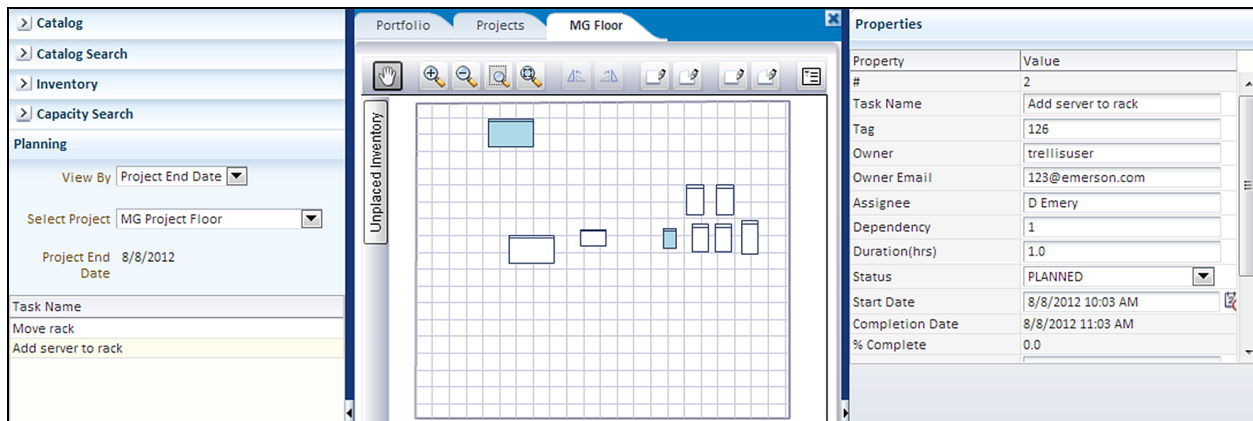 Catalog
Catalog Search
Inventory
Capacity Search
Planning
View By Project End Date
Select Project MG Project Floor
Project End Date 8/8/2012
Task Name
Move rack
Add server to rack
Portfolio Projects MG Floor
Unplaced Inventory
Properties
Property Value
# 2
Task Name Add server to rack
Tag 126
Owner trellisuser
Owner Email 123@emerson.com
Assignee D Emery
Dependency 1
Duration(hrs) 1.0
Status PLANNED
Start Date 8/8/2012 10:03 AM
Completion Date 8/8/2012 11:03 AM
% Complete 0.0